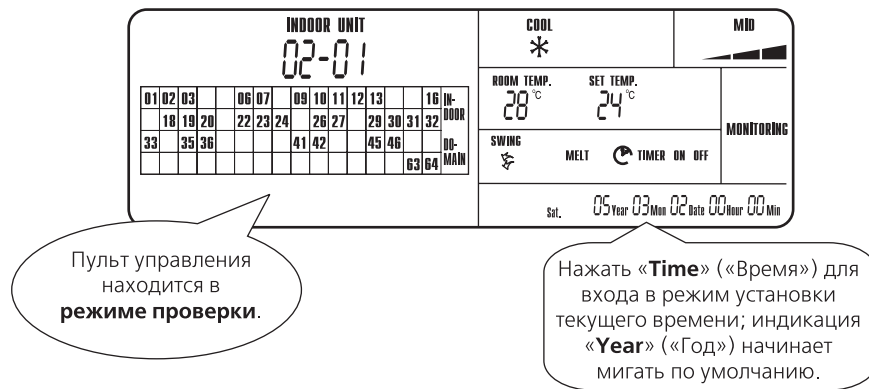 INDOOR UNIT
02-01
01 02 03 06 07 09 10 11 12 13 16 IN-DOOR
18 19 20 22 23 24 26 27 29 30 31 32
33 35 36 41 42 45 46 DO-MAIN
63 64
COOL
MID
ROOM TEMP. SET TEMP.
28 °C 24 °C
MONITORING
SWING
MELT TIMER ON OFF
Sat. 05 Year 03 Mon 02 Date 00 Hour 00 Min
Пульт управления
находится в
режиме проверки.
Нажать «Time» («Время») для
входа в режим установки
текущего времени; индикация
«Year» («Год») начинает
мигать по умолчанию.